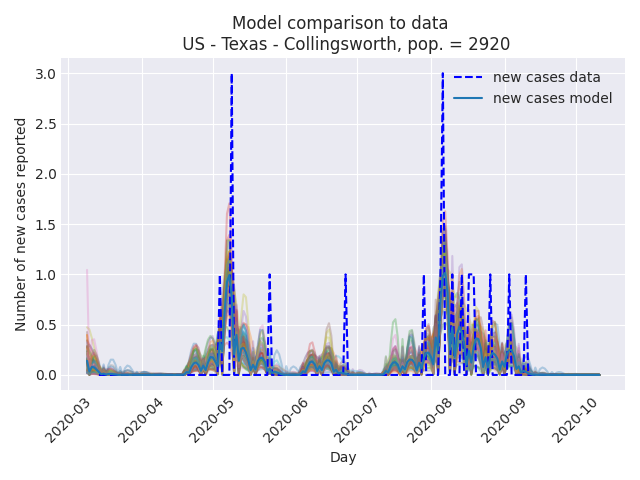 Model comparison to data
US - Texas - Collingsworth, pop. = 2920
new cases data
new cases model
Number of new cases reported
3.0
2.5
2.0
1.5
1.0
0.5
0.0
2020-03
2020-04
2020-05
2020-06
2020-07
2020-08
2020-09
2020-10
Day